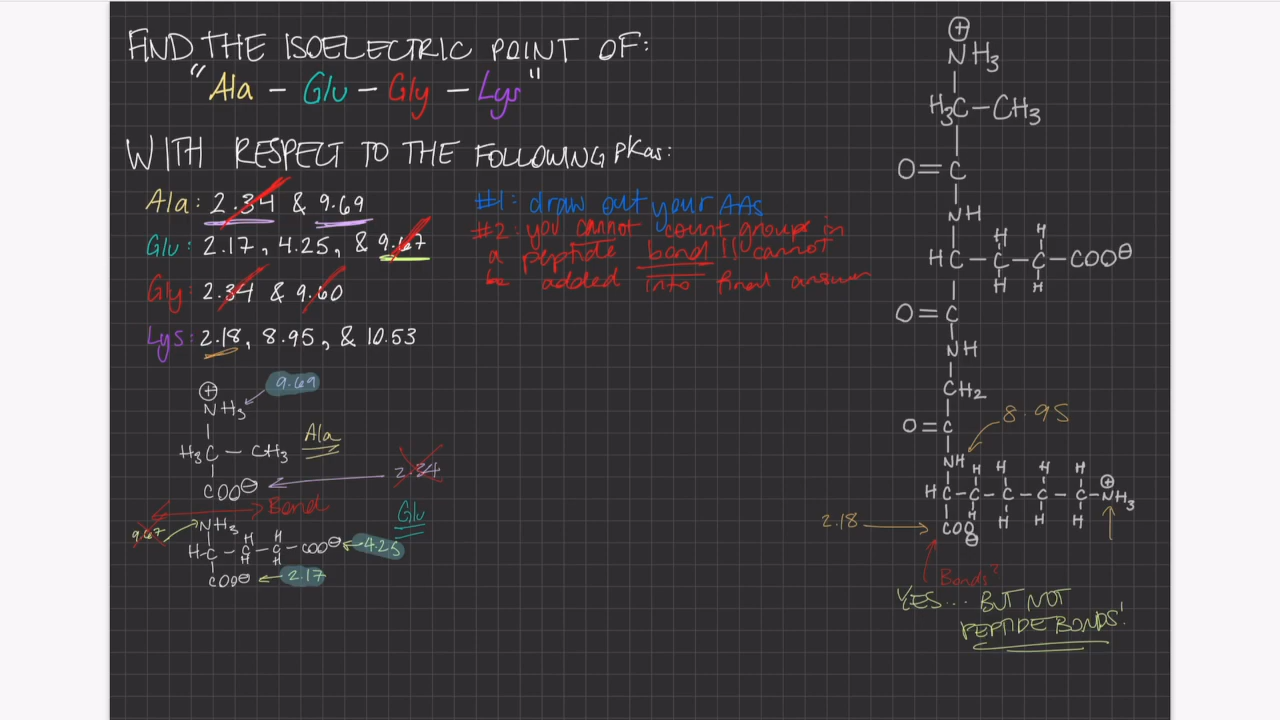 FIND THE ISOELECTRIC POINT OF:
"Ala - Glu - Gly - Lys"
WITH RESPECT TO THE FOLLOWING PKas:
Ala: 2.34 & 9.69
Glu: 2.17, 4.25, & 9.67
Gly: 2.34 & 9.60
Lys: 2.18, 8.95, & 10.53
#1: draw out your AAs
#2: you cannot count groups in
a peptide bond !! cannot
be added into final answer
⊕
NH3
9.69
H3C - CH3
Ala
COO⊖
2.34
Bond
Glu
9.67
NH3
H H
H-C-C-C-COO⊖
H H
4.25
COO⊖
2.17
⊕
NH3
H3C-CH3
O=C
NH
H H
HC-C-C-COO⊖
H H
O=C
NH
CH2
8.95
O=C
NH
H H H H ⊕
HC-C-C-C-C-NH3
H H H H
2.18
COO
⊖
Bonds?
YES... BUT NOT
PEPTIDE BONDS!